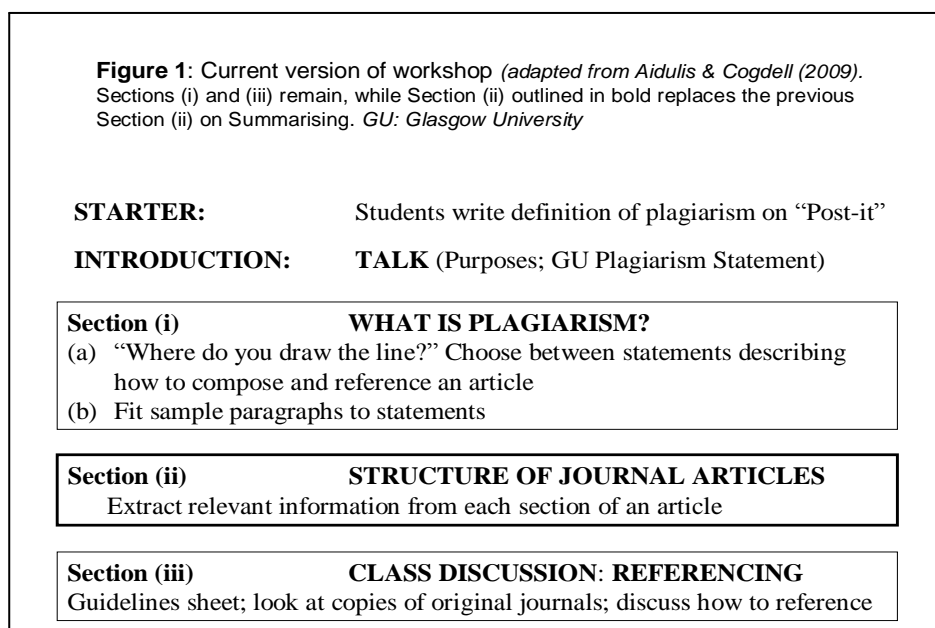 Figure 1: Current version of workshop (adapted from Aidulis & Cogdell (2009).
Sections (i) and (iii) remain, while Section (ii) outlined in bold replaces the previous
Section (ii) on Summarising. GU: Glasgow University
STARTER: Students write definition of plagiarism on “Post-it”
INTRODUCTION: TALK (Purposes; GU Plagiarism Statement)
Section (i) WHAT IS PLAGIARISM?
(a) “Where do you draw the line?” Choose between statements describing
how to compose and reference an article
(b) Fit sample paragraphs to statements
Section (ii) STRUCTURE OF JOURNAL ARTICLES
Extract relevant information from each section of an article
Section (iii) CLASS DISCUSSION: REFERENCING
Guidelines sheet; look at copies of original journals; discuss how to reference